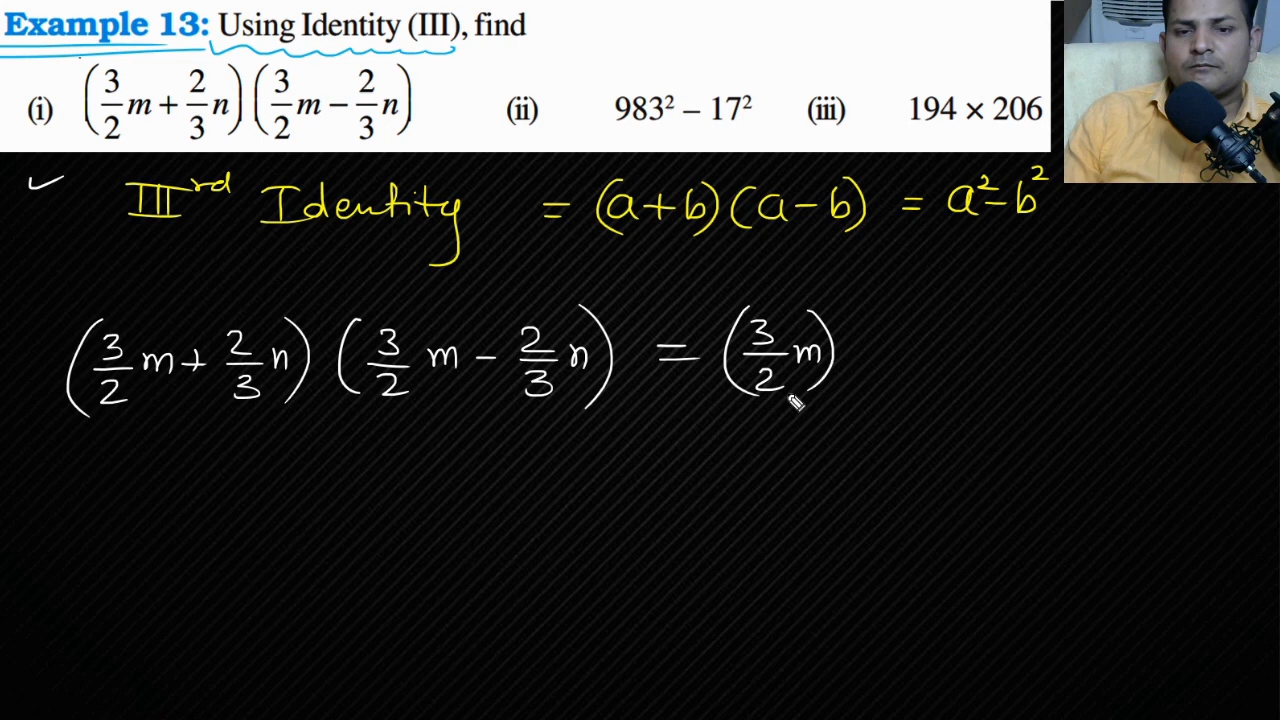 Example 13: Using Identity (III), find
(i) (3/2 m + 2/3 n) (3/2 m − 2/3 n) (ii) 983² – 17² (iii) 194 × 206
IIIrd Identity = (a+b)(a-b) = a²-b²
(3/2 m + 2/3 n) (3/2 m − 2/3 n) = (3/2 m)